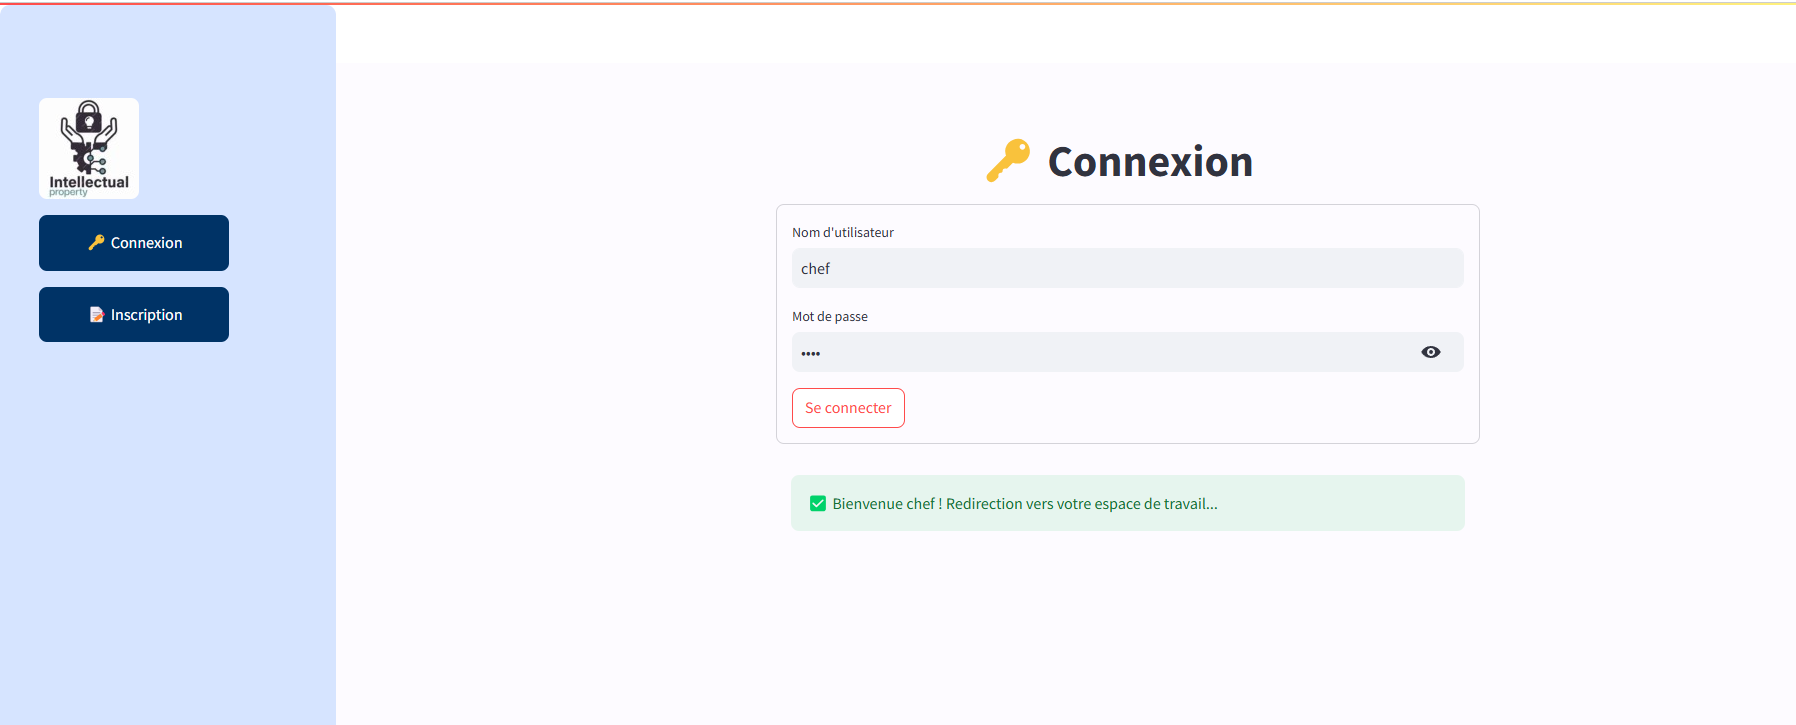 Intellectual
property
🔑 Connexion
📝 Inscription
🔑 Connexion
Nom d'utilisateur
chef
Mot de passe
••••
Se connecter
✅ Bienvenue chef ! Redirection vers votre espace de travail...